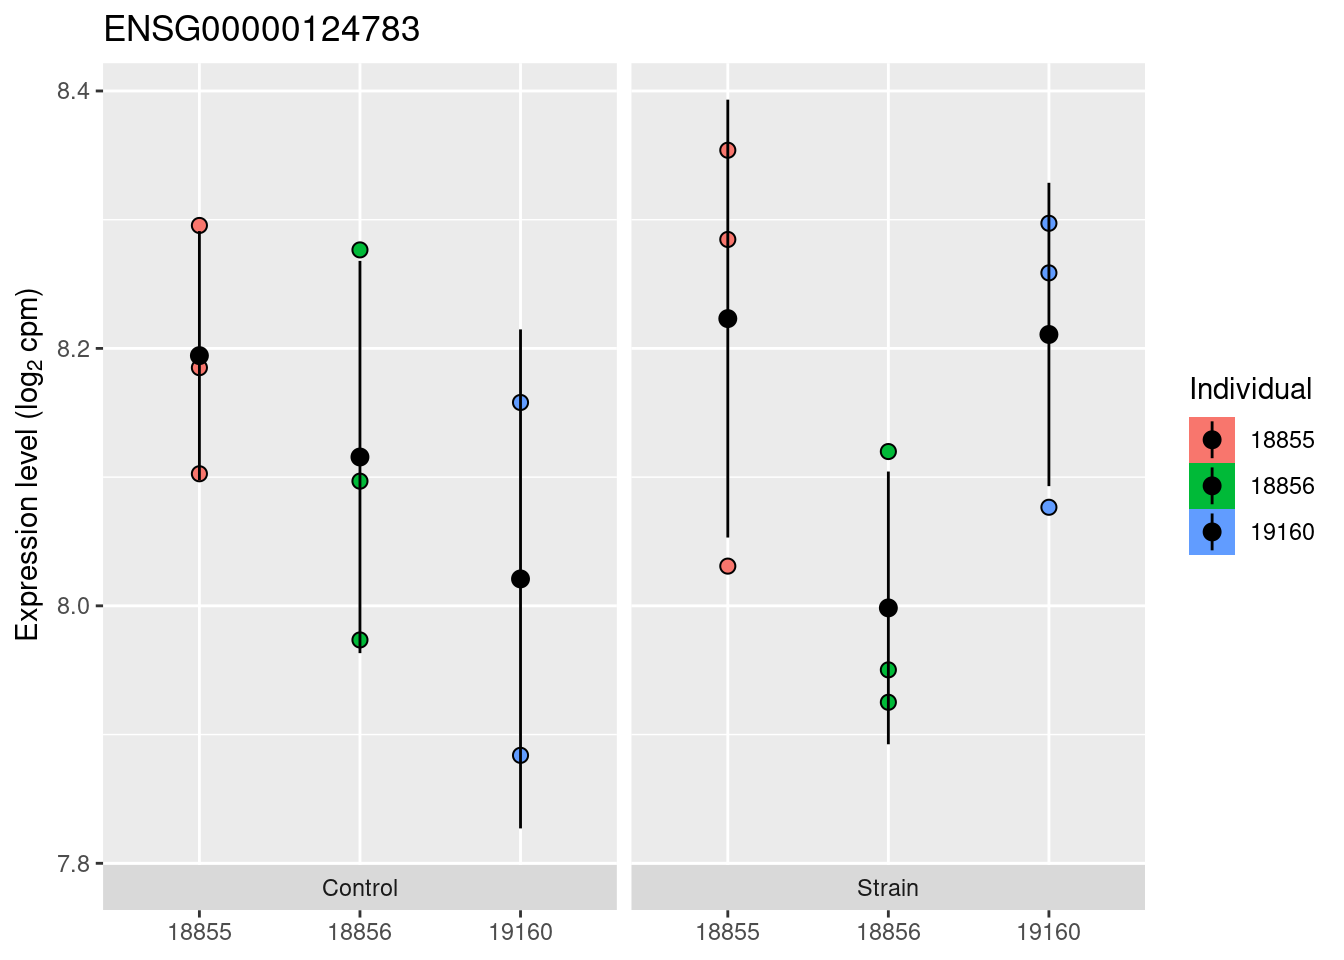 ENSG00000124783
Expression level (log₂ cpm)
8.4
8.2
8.0
7.8
Control
Strain
18855
18856
19160
18855
18856
19160
Individual
18855
18856
19160